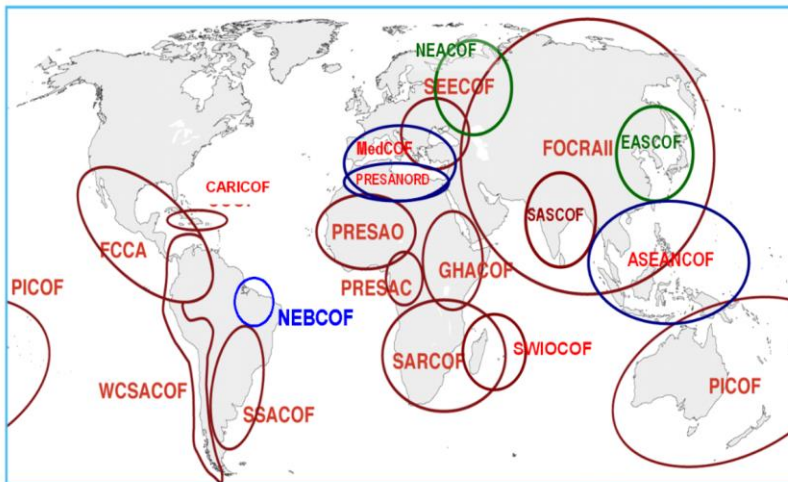 NEACOF
SEECOF
MedCOF
FOCRAII
EASCOF
PRESANORD
CARICOF
SASCOF
PRESAO
FCCA
ASEANCOF
GHACOF
PICOF
PRESAC
NEBCOF
SWIOCOF
SARCOF
PICOF
WCSACOF
SSACOF